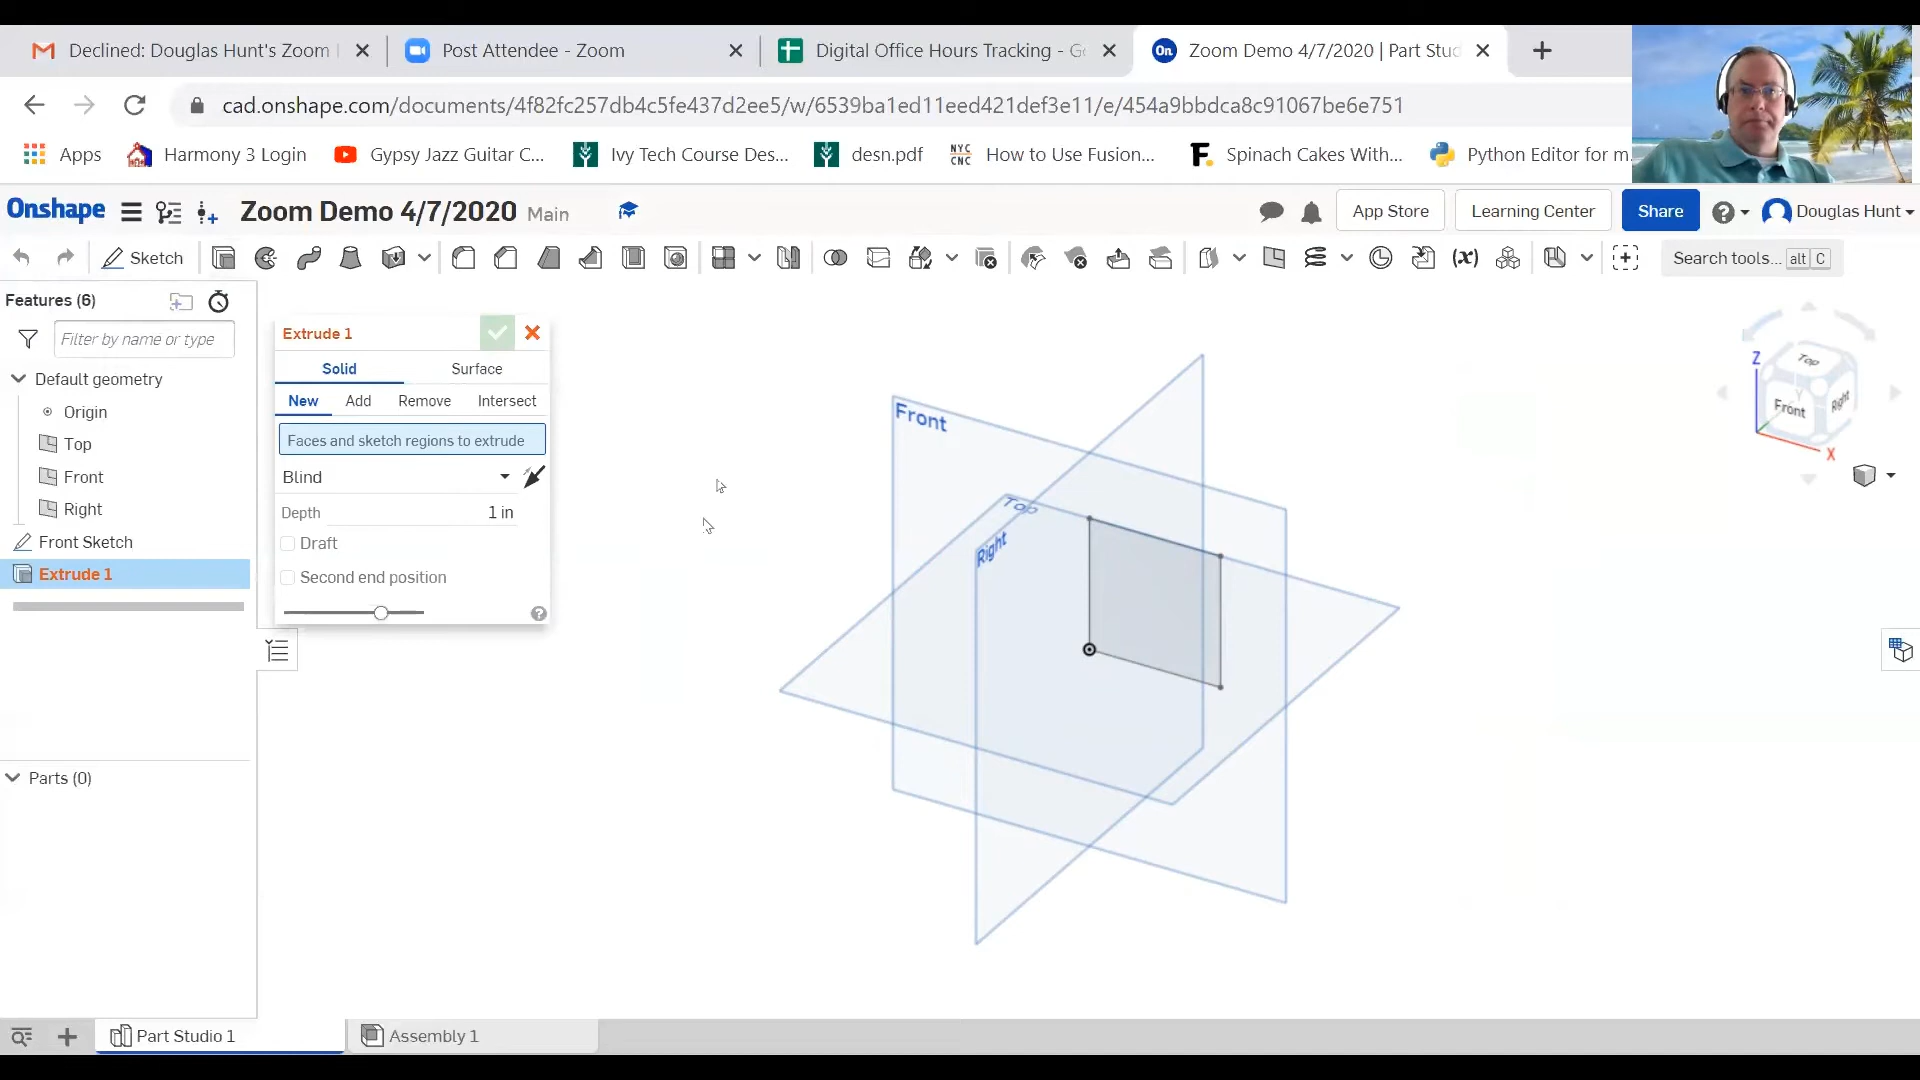 Declined: Douglas Hunt's Zoom
Post Attendee - Zoom
Digital Office Hours Tracking - Go
Zoom Demo 4/7/2020 | Part Stud
cad.onshape.com/documents/4f82fc257db4c5fe437d2ee5/w/6539ba1ed11eed421def3e11/e/454a9bbdca8c91067be6e751
Apps
Harmony 3 Login
Gypsy Jazz Guitar C...
Ivy Tech Course Des...
desn.pdf
NYC CNC
How to Use Fusion...
Spinach Cakes With...
Python Editor for m
Onshape
Zoom Demo 4/7/2020 Main
App Store
Learning Center
Share
Douglas Hunt
Sketch
(x)
Search tools... alt C
Features (6)
Filter by name or type
Default geometry
Origin
Top
Front
Right
Front Sketch
Extrude 1
Parts (0)
Extrude 1
Solid Surface
New Add Remove Intersect
Faces and sketch regions to extrude
Blind
Depth 1 in
Draft
Second end position
Front
Top
Right
Z
Top
Y
Front
Right
X
Part Studio 1
Assembly 1